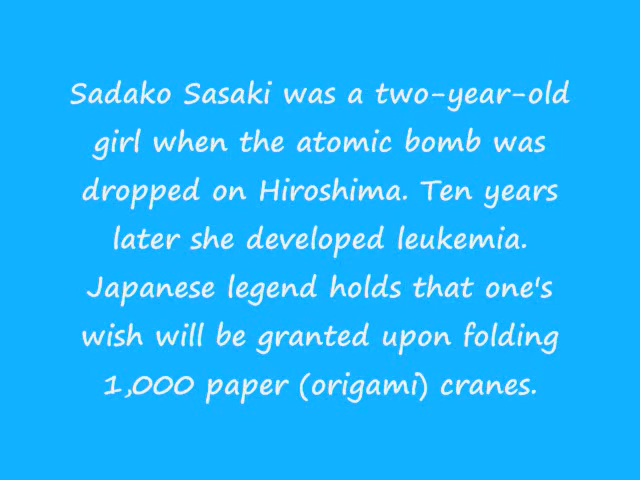 Sadako Sasaki was a two-year-old
girl when the atomic bomb was
dropped on Hiroshima. Ten years
later she developed leukemia.
Japanese legend holds that one's
wish will be granted upon folding
1,000 paper (origami) cranes.